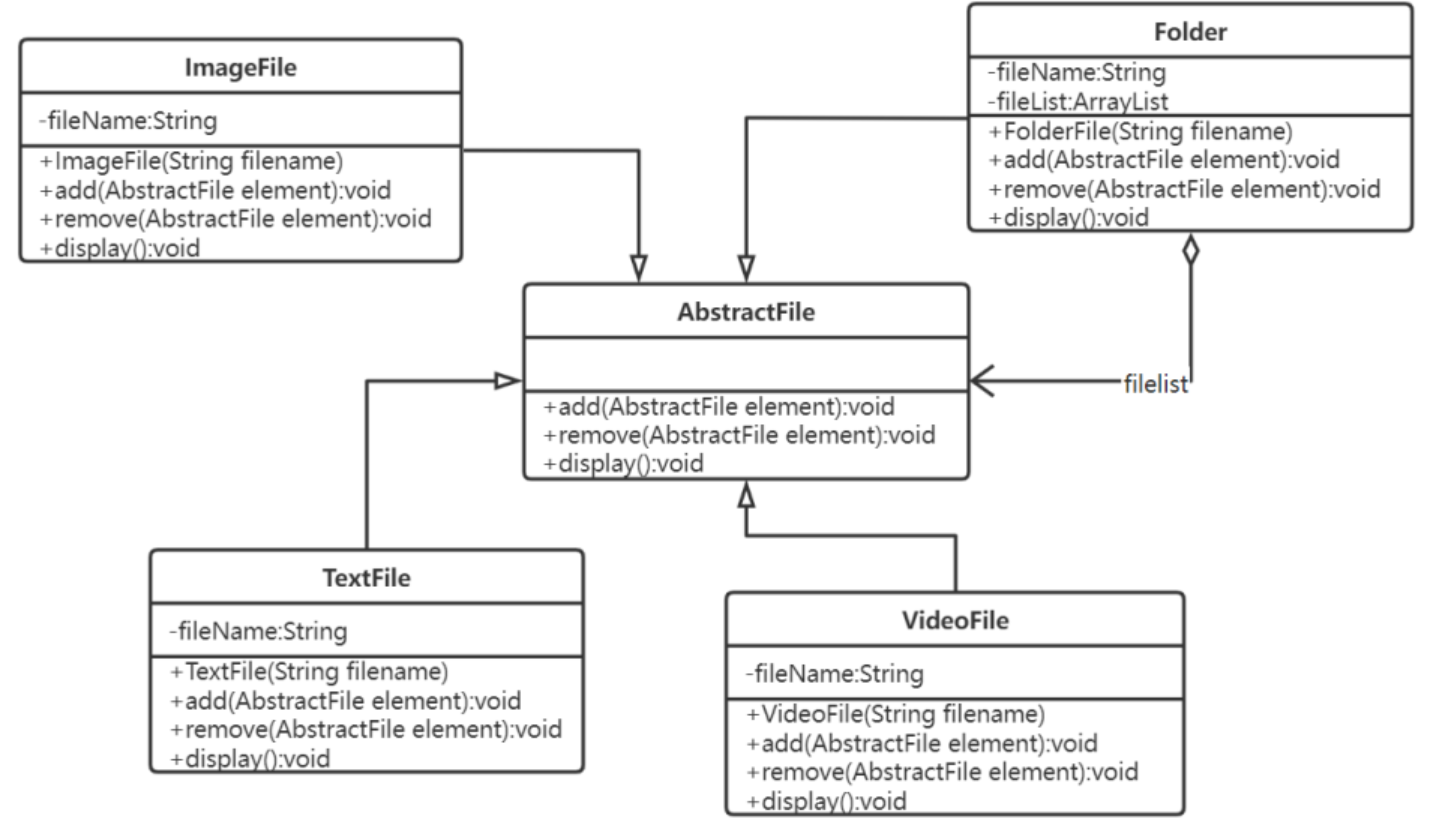 ImageFile
-fileName:String
+ImageFile(String filename)
+add(AbstractFile element):void
+remove(AbstractFile element):void
+display():void
Folder
-fileName:String
-fileList:ArrayList
+FolderFile(String filename)
+add(AbstractFile element):void
+remove(AbstractFile element):void
+display():void
AbstractFile
+add(AbstractFile element):void
+remove(AbstractFile element):void
+display():void
filelist
TextFile
-fileName:String
+TextFile(String filename)
+add(AbstractFile element):void
+remove(AbstractFile element):void
+display():void
VideoFile
-fileName:String
+VideoFile(String filename)
+add(AbstractFile element):void
+remove(AbstractFile element):void
+display():void